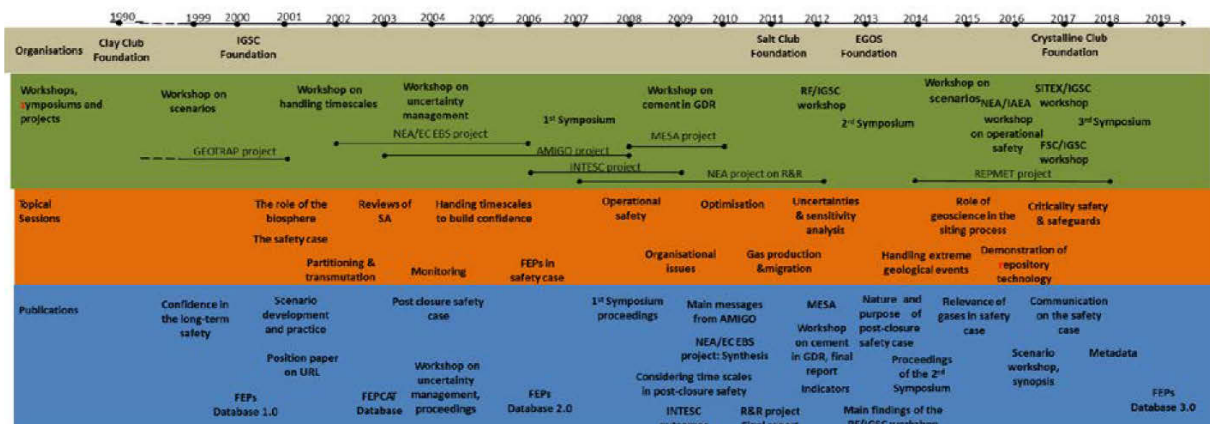 1990 1999 2000 2001 2002 2003 2004 2005 2006 2007 2008 2009 2010 2011 2012 2013 2014 2015 2016 2017 2018 2019
Organisations
Clay Club
Foundation
IGSC
Foundation
Salt Club
Foundation
EGOS
Foundation
Crystalline Club
Foundation
Workshops,
symposiums and
projects
Workshop on
scenarios
Workshop on
handling timescales
Workshop on
uncertainty
management
1st Symposium
Workshop on
cement in GDR
RF/IGSC
workshop
2nd Symposium
Workshop on
scenarios
NEA/IAEA
workshop
on operational
safety
SITEX/IGSC
workshop
3rd Symposium
FSC/IGSC
workshop
GEOTRAP project
NEA/EC EBS project
AMIGO project
INTESC project
MESA project
NEA project on R&R
REPMET project
Topical
Sessions
The role of the
biosphere
The safety case
Partitioning &
transmutation
Reviews of
SA
Monitoring
Handing timescales
to build confidence
FEPs in
safety case
Operational
safety
Organisational
issues
Optimisation
Gas production
&migration
Uncertainties
& sensitivity
analysis
Handling extreme
geological events
Role of
geoscience in the
siting process
Demonstration of
repository
technology
Criticality safety
& safeguards
Publications
Confidence in
the long-term
safety
FEPs
Database 1.0
Scenario
development
and practice
Position paper
on URL
FEPCAT
Database
Post closure safety
case
Workshop on
uncertainty
management,
proceedings
FEPs
Database 2.0
1st Symposium
proceedings
Main messages
from AMIGO
NEA/EC EBS
project: Synthesis
Considering time scales
in post-closure safety
INTESC
R&R project
MESA
Workshop
on cement
in GDR, final
report
Indicators
Nature and
purpose of
post-closure
safety case
Proceedings
of the 2nd
Symposium
Main findings of the
Relevance of
gases in safety
case
Communication
on the safety
case
Scenario
workshop,
synopsis
Metadata
FEPs
Database 3.0